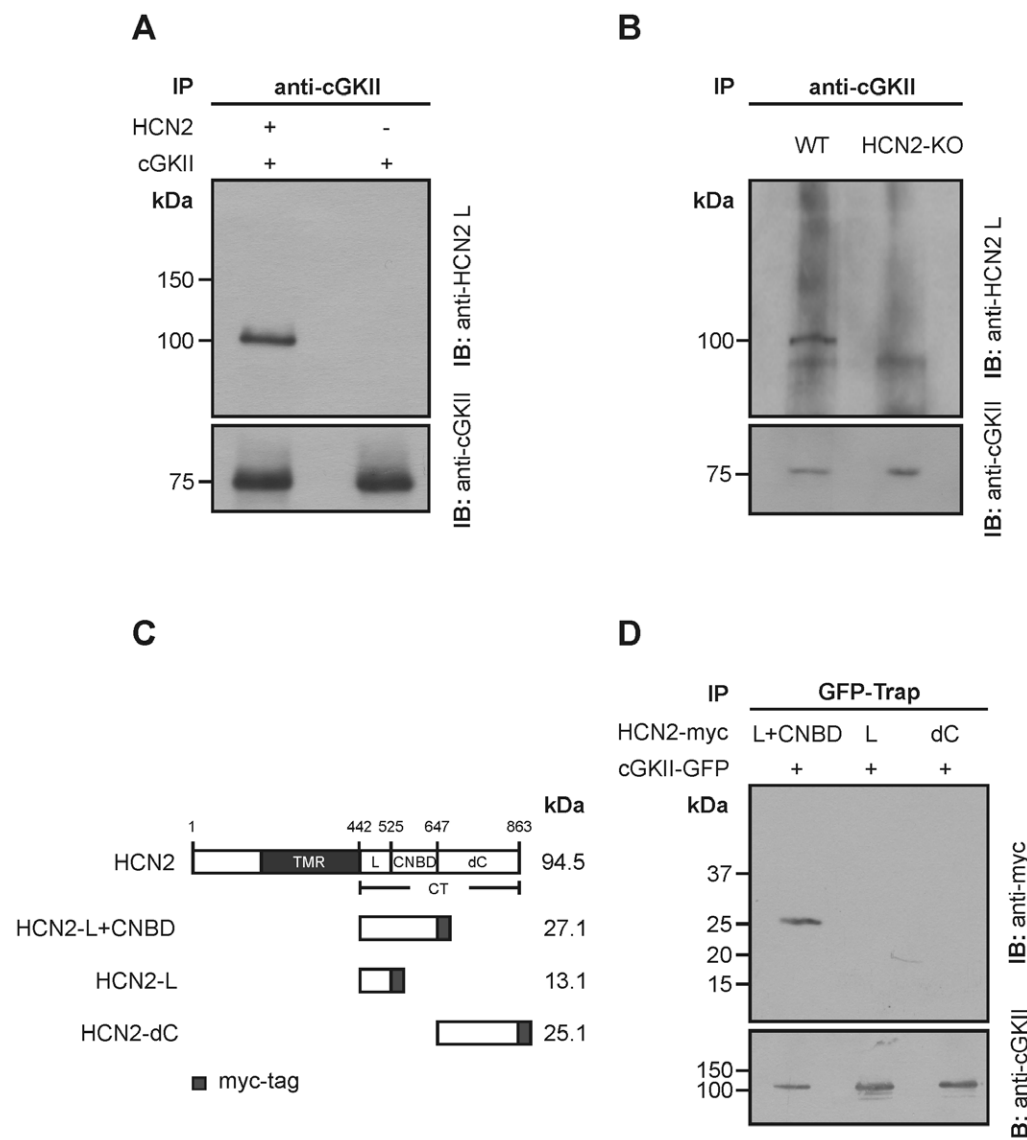 A
IP anti-cGKII
HCN2 + -
cGKII + +
kDa
150
100
75
IB: anti-HCN2 L
IB: anti-cGKII
B
IP anti-cGKII
WT HCN2-KO
kDa
100
75
IB: anti-HCN2 L
IB: anti-cGKII
C
kDa
1 442 525 647 863
HCN2 TMR L CNBD dC 94.5
CT
HCN2-L+CNBD 27.1
HCN2-L 13.1
HCN2-dC 25.1
myc-tag
D
IP GFP-Trap
HCN2-myc L+CNBD L dC
cGKII-GFP + + +
kDa
37
25
20
15
150
100
IB: anti-myc
B: anti-cGKII